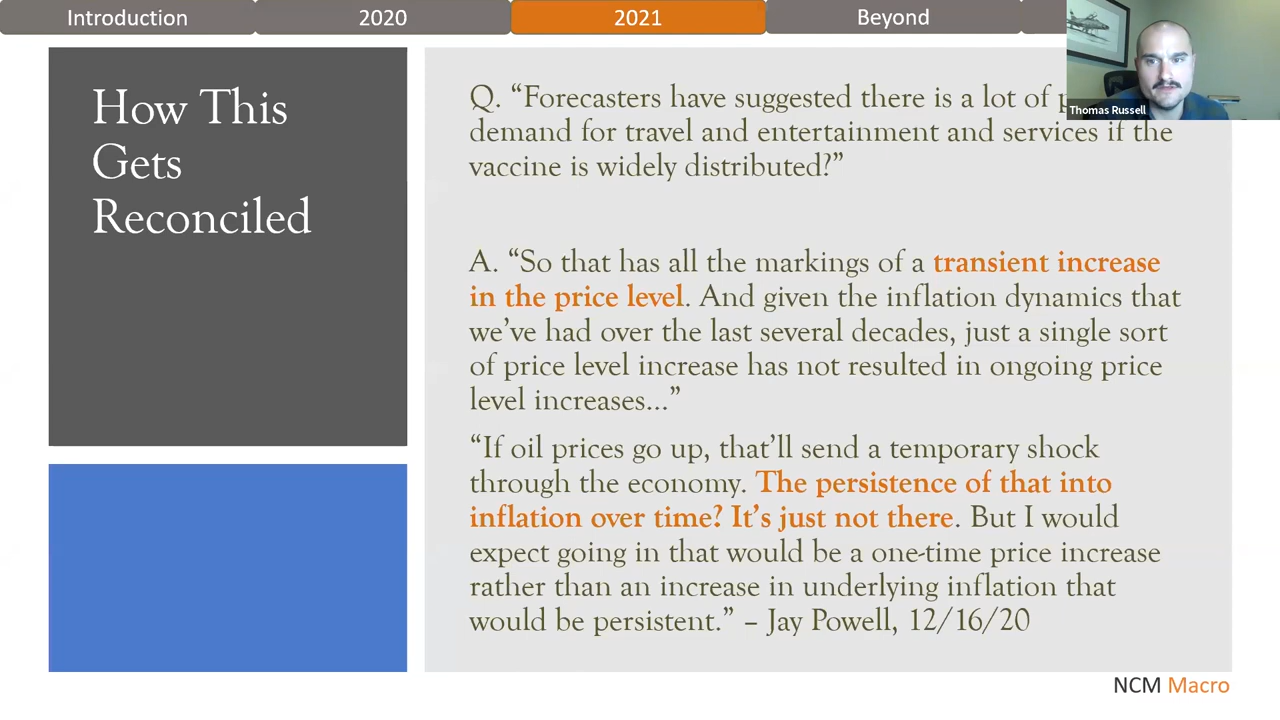 Introduction
2020
2021
Beyond
Thomas Russell
How This
Gets
Reconciled
Q. “Forecasters have suggested there is a lot of
demand for travel and entertainment and services if the
vaccine is widely distributed?”
A. “So that has all the markings of a transient increase
in the price level. And given the inflation dynamics that
we’ve had over the last several decades, just a single sort
of price level increase has not resulted in ongoing price
level increases...”
“If oil prices go up, that’ll send a temporary shock
through the economy. The persistence of that into
inflation over time? It’s just not there. But I would
expect going in that would be a one-time price increase
rather than an increase in underlying inflation that
would be persistent.” – Jay Powell, 12/16/20
NCM Macro